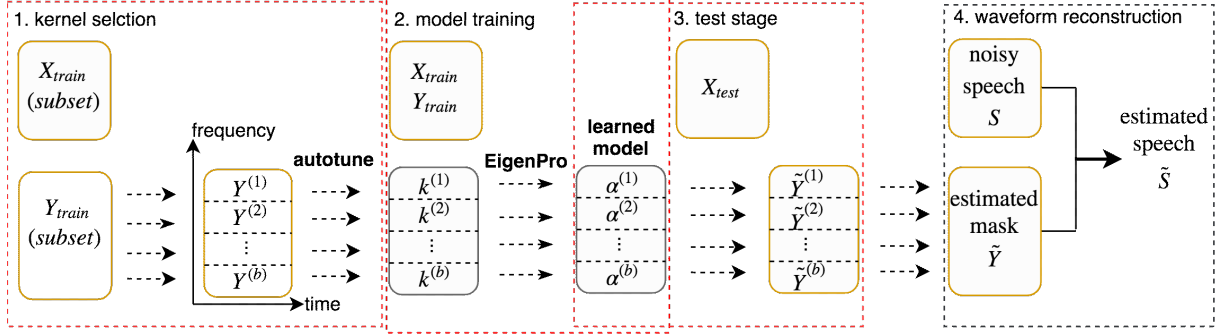 1. kernel selction
X_train
(subset)
Y_train
(subset)
frequency
Y^(1)
Y^(2)
⋮
Y^(b)
time
autotune
2. model training
X_train
Y_train
k^(1)
k^(2)
⋮
k^(b)
EigenPro
learned
model
α^(1)
α^(2)
⋮
α^(b)
3. test stage
X_test
Ỹ^(1)
Ỹ^(2)
⋮
Ỹ^(b)
4. waveform reconstruction
noisy
speech
S
estimated
mask
Ỹ
estimated
speech
S̃